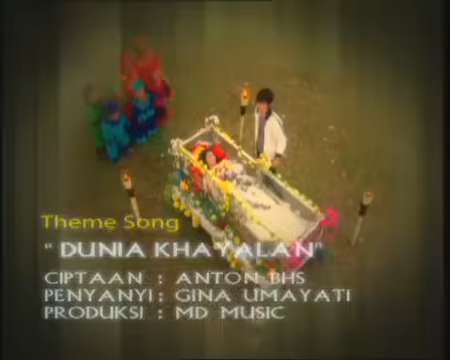 Theme Song
"DUNIA KHAYALAN"
CIPTAAN : ANTON BHS
PENYANYI : GINA UMAYATI
PRODUKSI : MD MUSIC